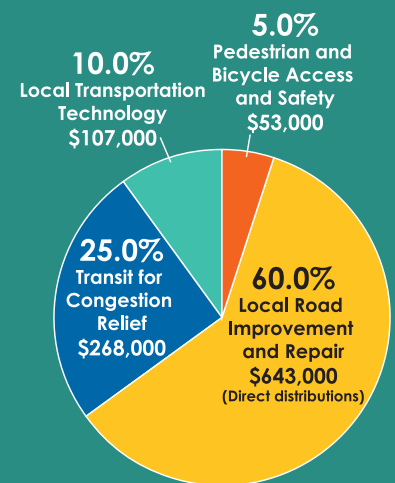 5.0%
Pedestrian and
Bicycle Access
and Safety
$53,000
10.0%
Local Transportation
Technology
$107,000
25.0%
Transit for
Congestion
Relief
$268,000
60.0%
Local Road
Improvement
and Repair
$643,000
(Direct distributions)